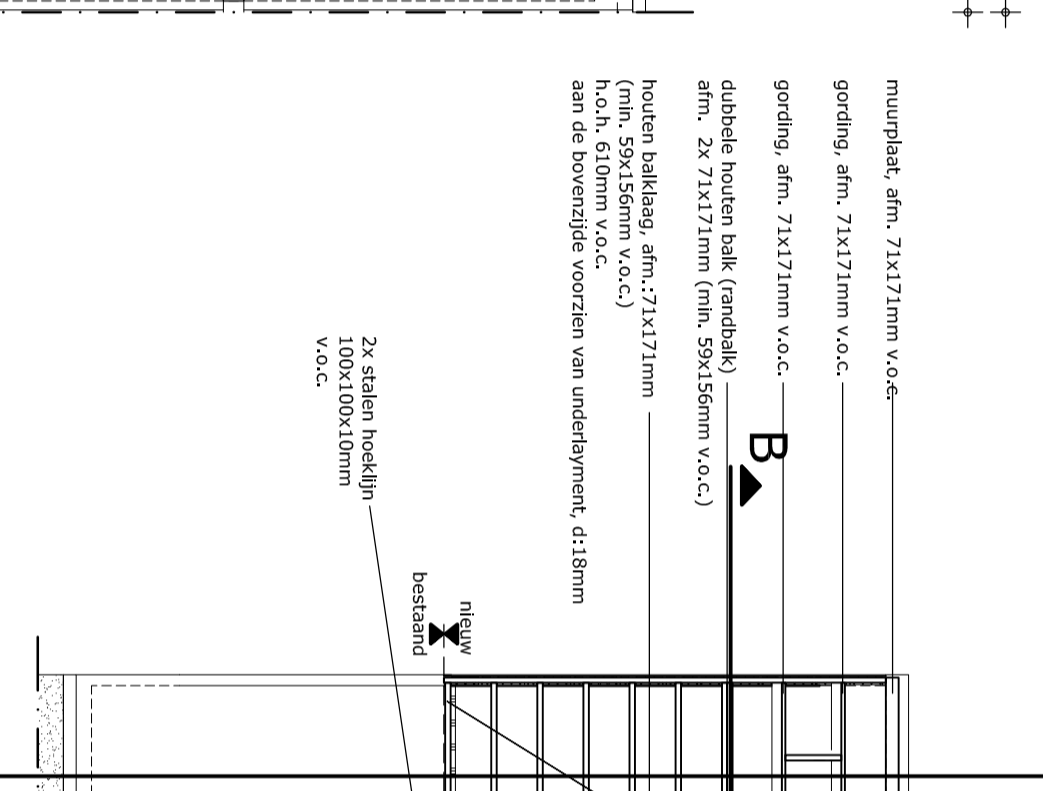 muurplaat, afm. 71x171mm v.o.c.
gording, afm. 71x171mm v.o.c.
gording, afm. 71x171mm v.o.c.
dubbele houten balk (randbalk)
afm. 2x 71x171mm (min. 59x156mm v.o.c.)
houten balklaag, afm.:71x171mm
(min. 59x156mm v.o.c.)
h.o.h. 610mm v.o.c.
aan de bovenzijde voorzien van underlayment, d:18mm
B
2x stalen hoeklijn
100x100x10mm
v.o.c.
nieuw
bestaand